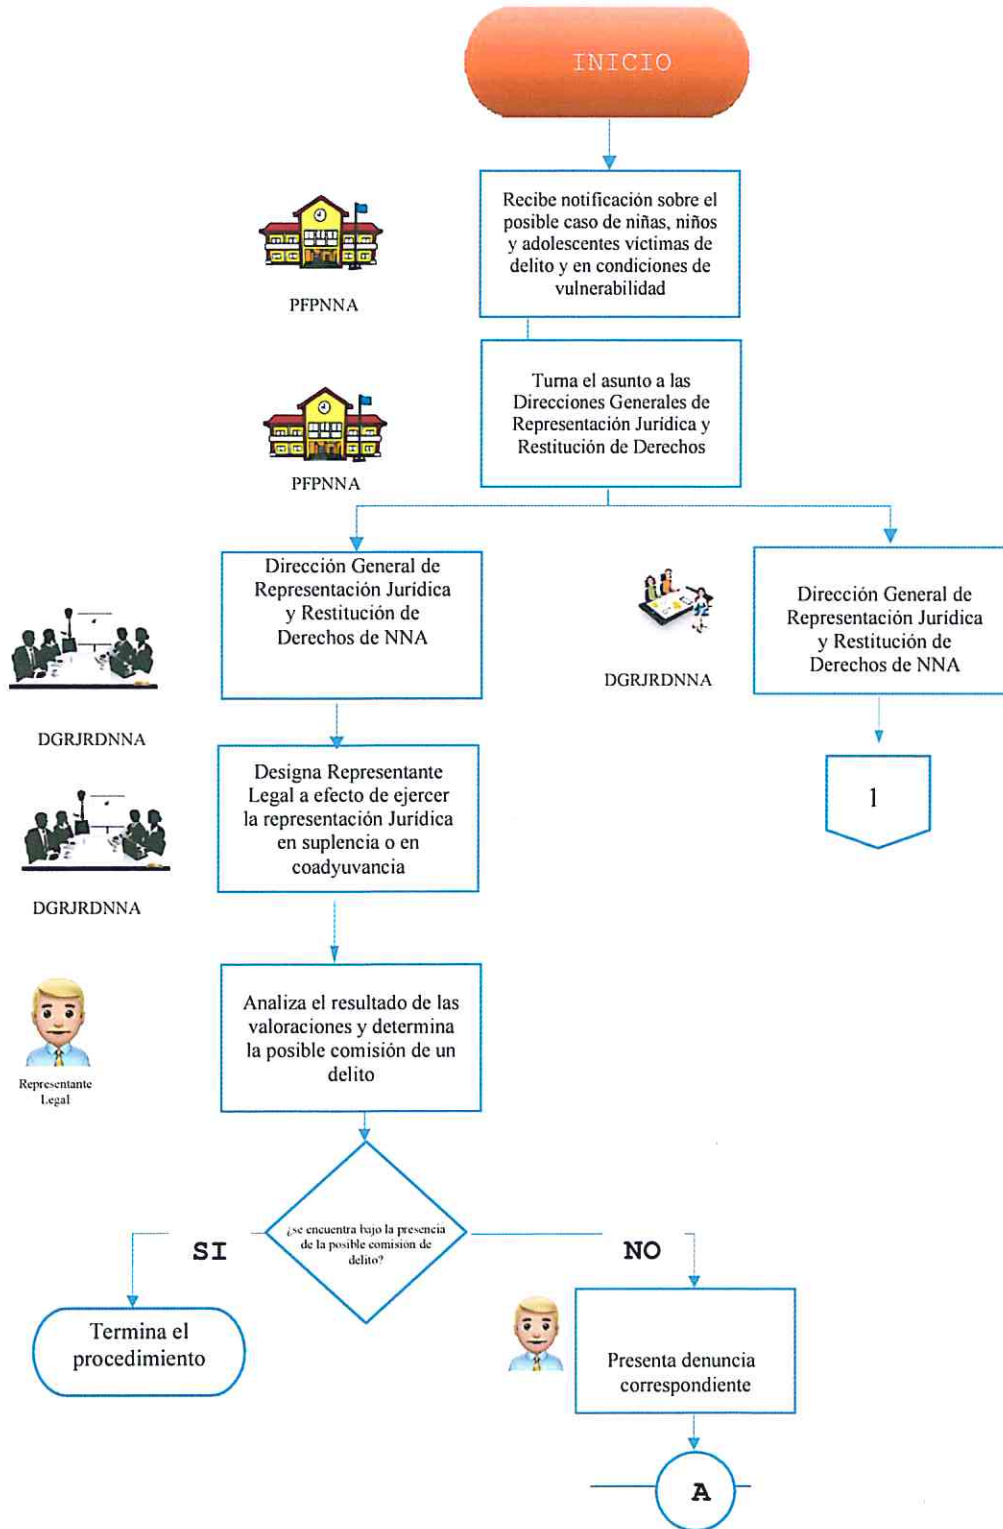 INICIO
Recibe notificación sobre el
posible caso de niñas, niños
y adolescentes víctimas de
delito y en condiciones de
vulnerabilidad
PFPNNA
Turna el asunto a las
Direcciones Generales de
Representación Jurídica y
Restitución de Derechos
PFPNNA
Dirección General de
Representación Jurídica
y Restitución de
Derechos de NNA
DGRJRDNNA
Dirección General de
Representación Jurídica
y Restitución de
Derechos de NNA
DGRJRDNNA
1
Designa Representante
Legal a efecto de ejercer
la representación Jurídica
en suplencia o en
coadyuvancia
DGRJRDNNA
Analiza el resultado de las
valoraciones y determina
la posible comisión de un
delito
Representante
Legal
¿se encuentra bajo la presencia
de la posible comisión de
delito?
SI
NO
Termina el
procedimiento
Presenta denuncia
correspondiente
A